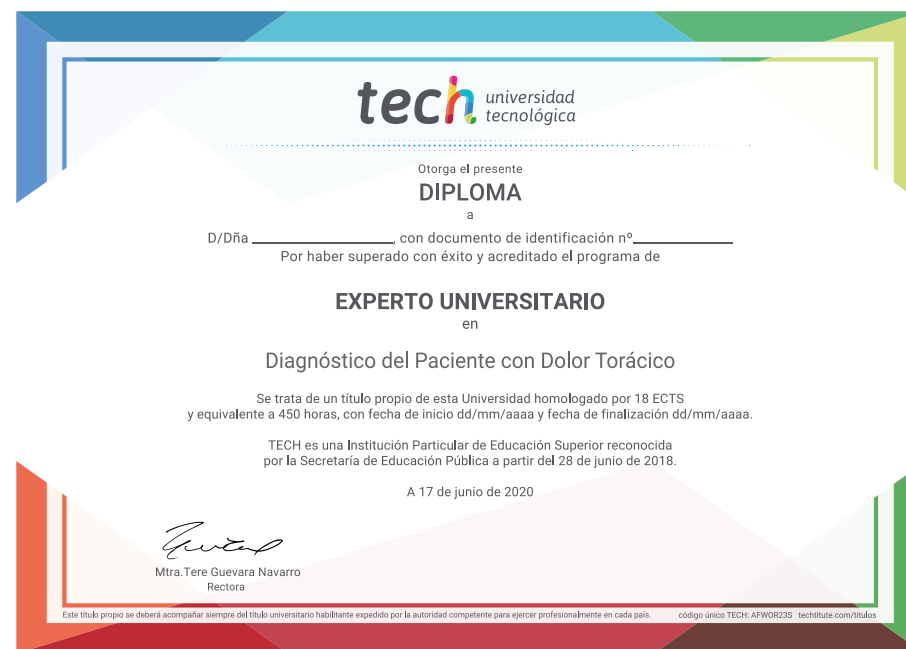 tech universidad
tecnológica
Otorga el presente
DIPLOMA
a
D/Dña ____________________, con documento de identificación nº______________
Por haber superado con éxito y acreditado el programa de
EXPERTO UNIVERSITARIO
en
Diagnóstico del Paciente con Dolor Torácico
Se trata de un título propio de esta Universidad homologado por 18 ECTS
y equivalente a 450 horas, con fecha de inicio dd/mm/aaaa y fecha de finalización dd/mm/aaaa.
TECH es una Institución Particular de Educación Superior reconocida
por la Secretaría de Educación Pública a partir del 28 de junio de 2018.
A 17 de junio de 2020
Mtra.Tere Guevara Navarro
Rectora
Este título propio se deberá acompañar siempre del título universitario habilitante expedido por la autoridad competente para ejercer profesionalmente en cada país. código único TECH: AFWOR23S techtitute.com/titulos